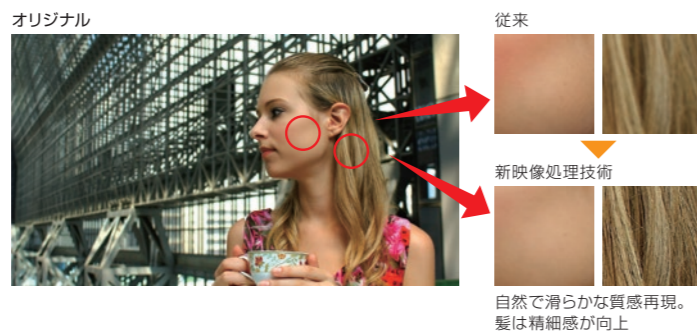 オリジナル
従来
新映像処理技術
自然で滑らかな質感再現。
髪は精細感が向上